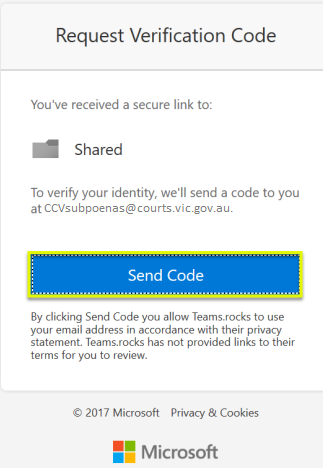 Request Verification Code
You've received a secure link to:
Shared
To verify your identity, we'll send a code to you
at CCVsubpoenas@courts.vic.gov.au.
Send Code
By clicking Send Code you allow Teams.rocks to use
your email address in accordance with their privacy
statement. Teams.rocks has not provided links to their
terms for you to review.
© 2017 Microsoft Privacy & Cookies
Microsoft